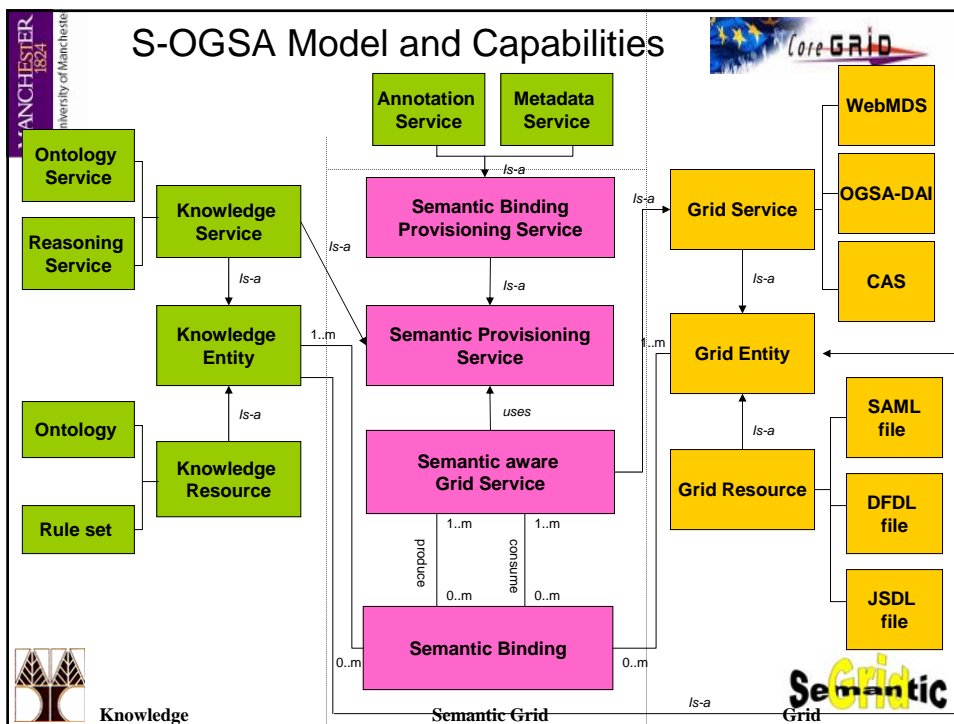 S-OGSA Model and Capabilities
MANCHESTER
1824
University of Manchester
CoreGRID
Annotation
Service
Metadata
Service
WebMDS
Ontology
Service
Is-a
Knowledge
Service
Semantic Binding
Provisioning Service
Is-a
Grid Service
OGSA-DAI
Reasoning
Service
Is-a
Is-a
Is-a
Is-a
CAS
Knowledge
Entity
1..m
Semantic Provisioning
Service
1..m
Grid Entity
Is-a
uses
Is-a
SAML
file
Ontology
Knowledge
Resource
Semantic aware
Grid Service
Grid Resource
Rule set
DFDL
file
1..m
1..m
produce
consume
0..m
0..m
JSDL
file
Semantic Binding
0..m
0..m
Is-a
SemanticGrid
Knowledge
Semantic Grid
Grid